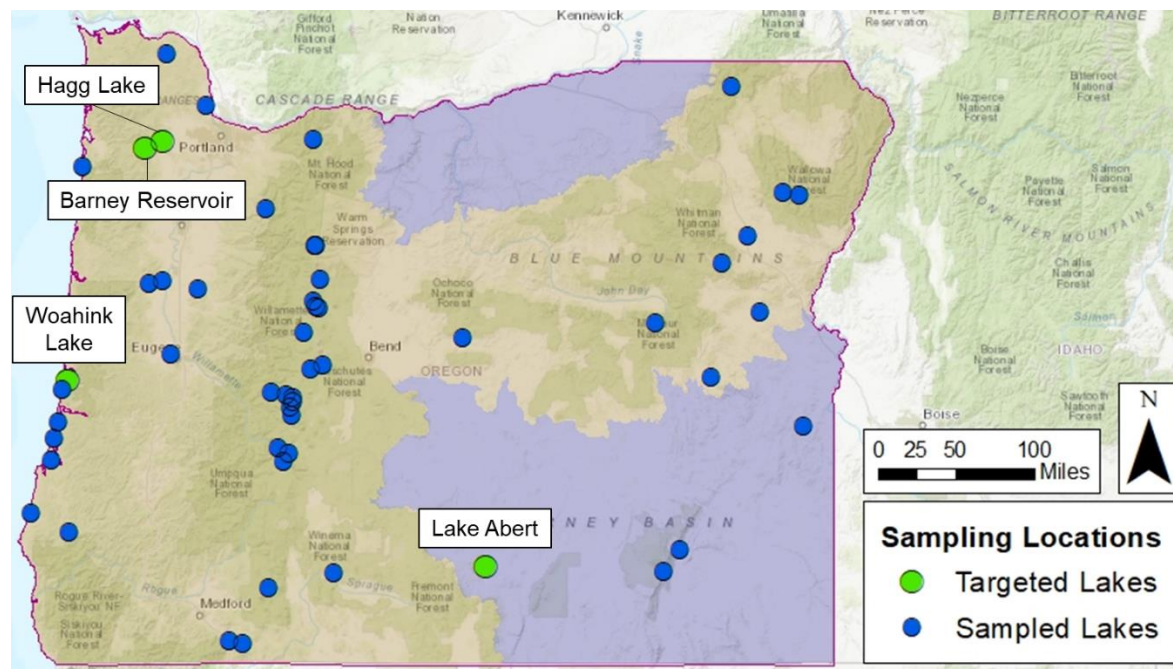 Gifford
Pinchot
National
Forest
Nation
Reservation
Kennewick
Snake
Umatilla
National
Forest
Nez Perce
Reservation
BITTERROOT RANGE
Bitterroot
National
Forest
Nezperce
National
Forest
Hagg Lake
ANGES
CASCADE RANGE
Portland
Mt Hood
National
Forest
Wallowa
National
Forest
Payette
National
Forest
Salmon
National
Forest
SALMON RIVER MOUNTAINS
Barney Reservoir
Warm
Springs
Reservation
Whitman
National
Forest
BLUE MOUNTAINS
Challis
National
Forest
Salmon
Woahink
Lake
Willamette
National
Forest
Ochoco
National
Forest
John Day
National
Forest
Eugene
Willamette
Bend
OREGON
National
Forest
Boise
National
Forest
IDAHO
Sawtooth
National
Forest
Boise
N
0 25 50 100
Miles
Umpqua
National
Forest
Lake Abert
RNEY BASIN
Winema
National
Forest
Rogue
Sprague
Fremont
National
Forest
Rogue River-
Siskiyou NF
Medford
Siskiyou
National
Forest
Sampling Locations
Targeted Lakes
Sampled Lakes